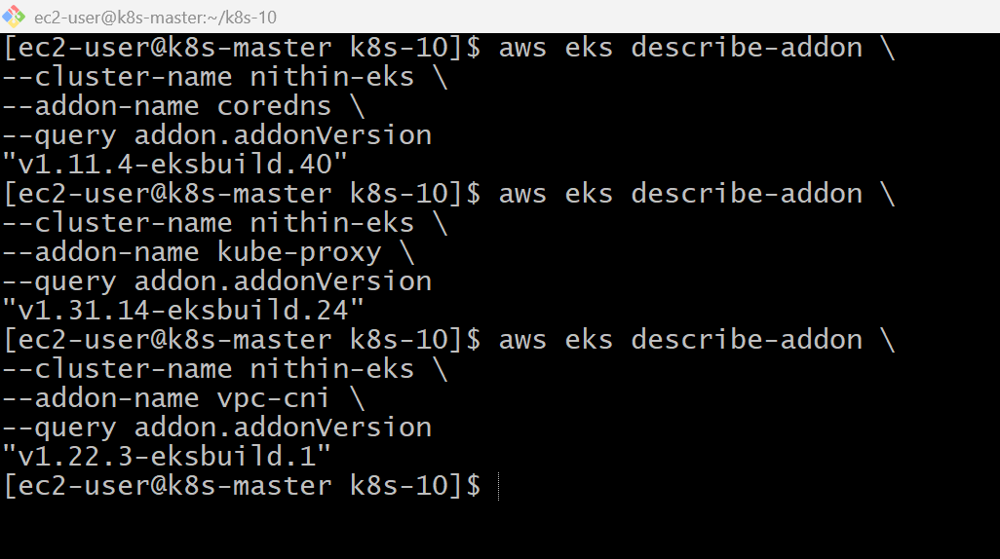 ec2-user@k8s-master:~/k8s-10
[ec2-user@k8s-master k8s-10]$ aws eks describe-addon \
--cluster-name nithin-eks \
--addon-name coredns \
--query addon.addonVersion
"v1.11.4-eksbuild.40"
[ec2-user@k8s-master k8s-10]$ aws eks describe-addon \
--cluster-name nithin-eks \
--addon-name kube-proxy \
--query addon.addonVersion
"v1.31.14-eksbuild.24"
[ec2-user@k8s-master k8s-10]$ aws eks describe-addon \
--cluster-name nithin-eks \
--addon-name vpc-cni \
--query addon.addonVersion
"v1.22.3-eksbuild.1"
[ec2-user@k8s-master k8s-10]$